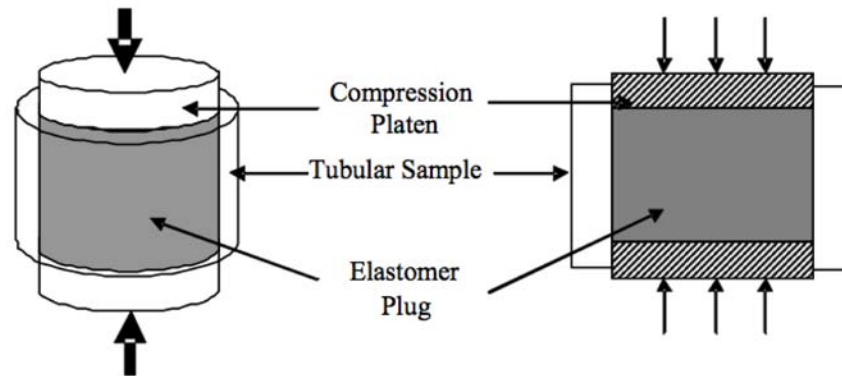 Compression
Platen
Tubular Sample
Elastomer
Plug